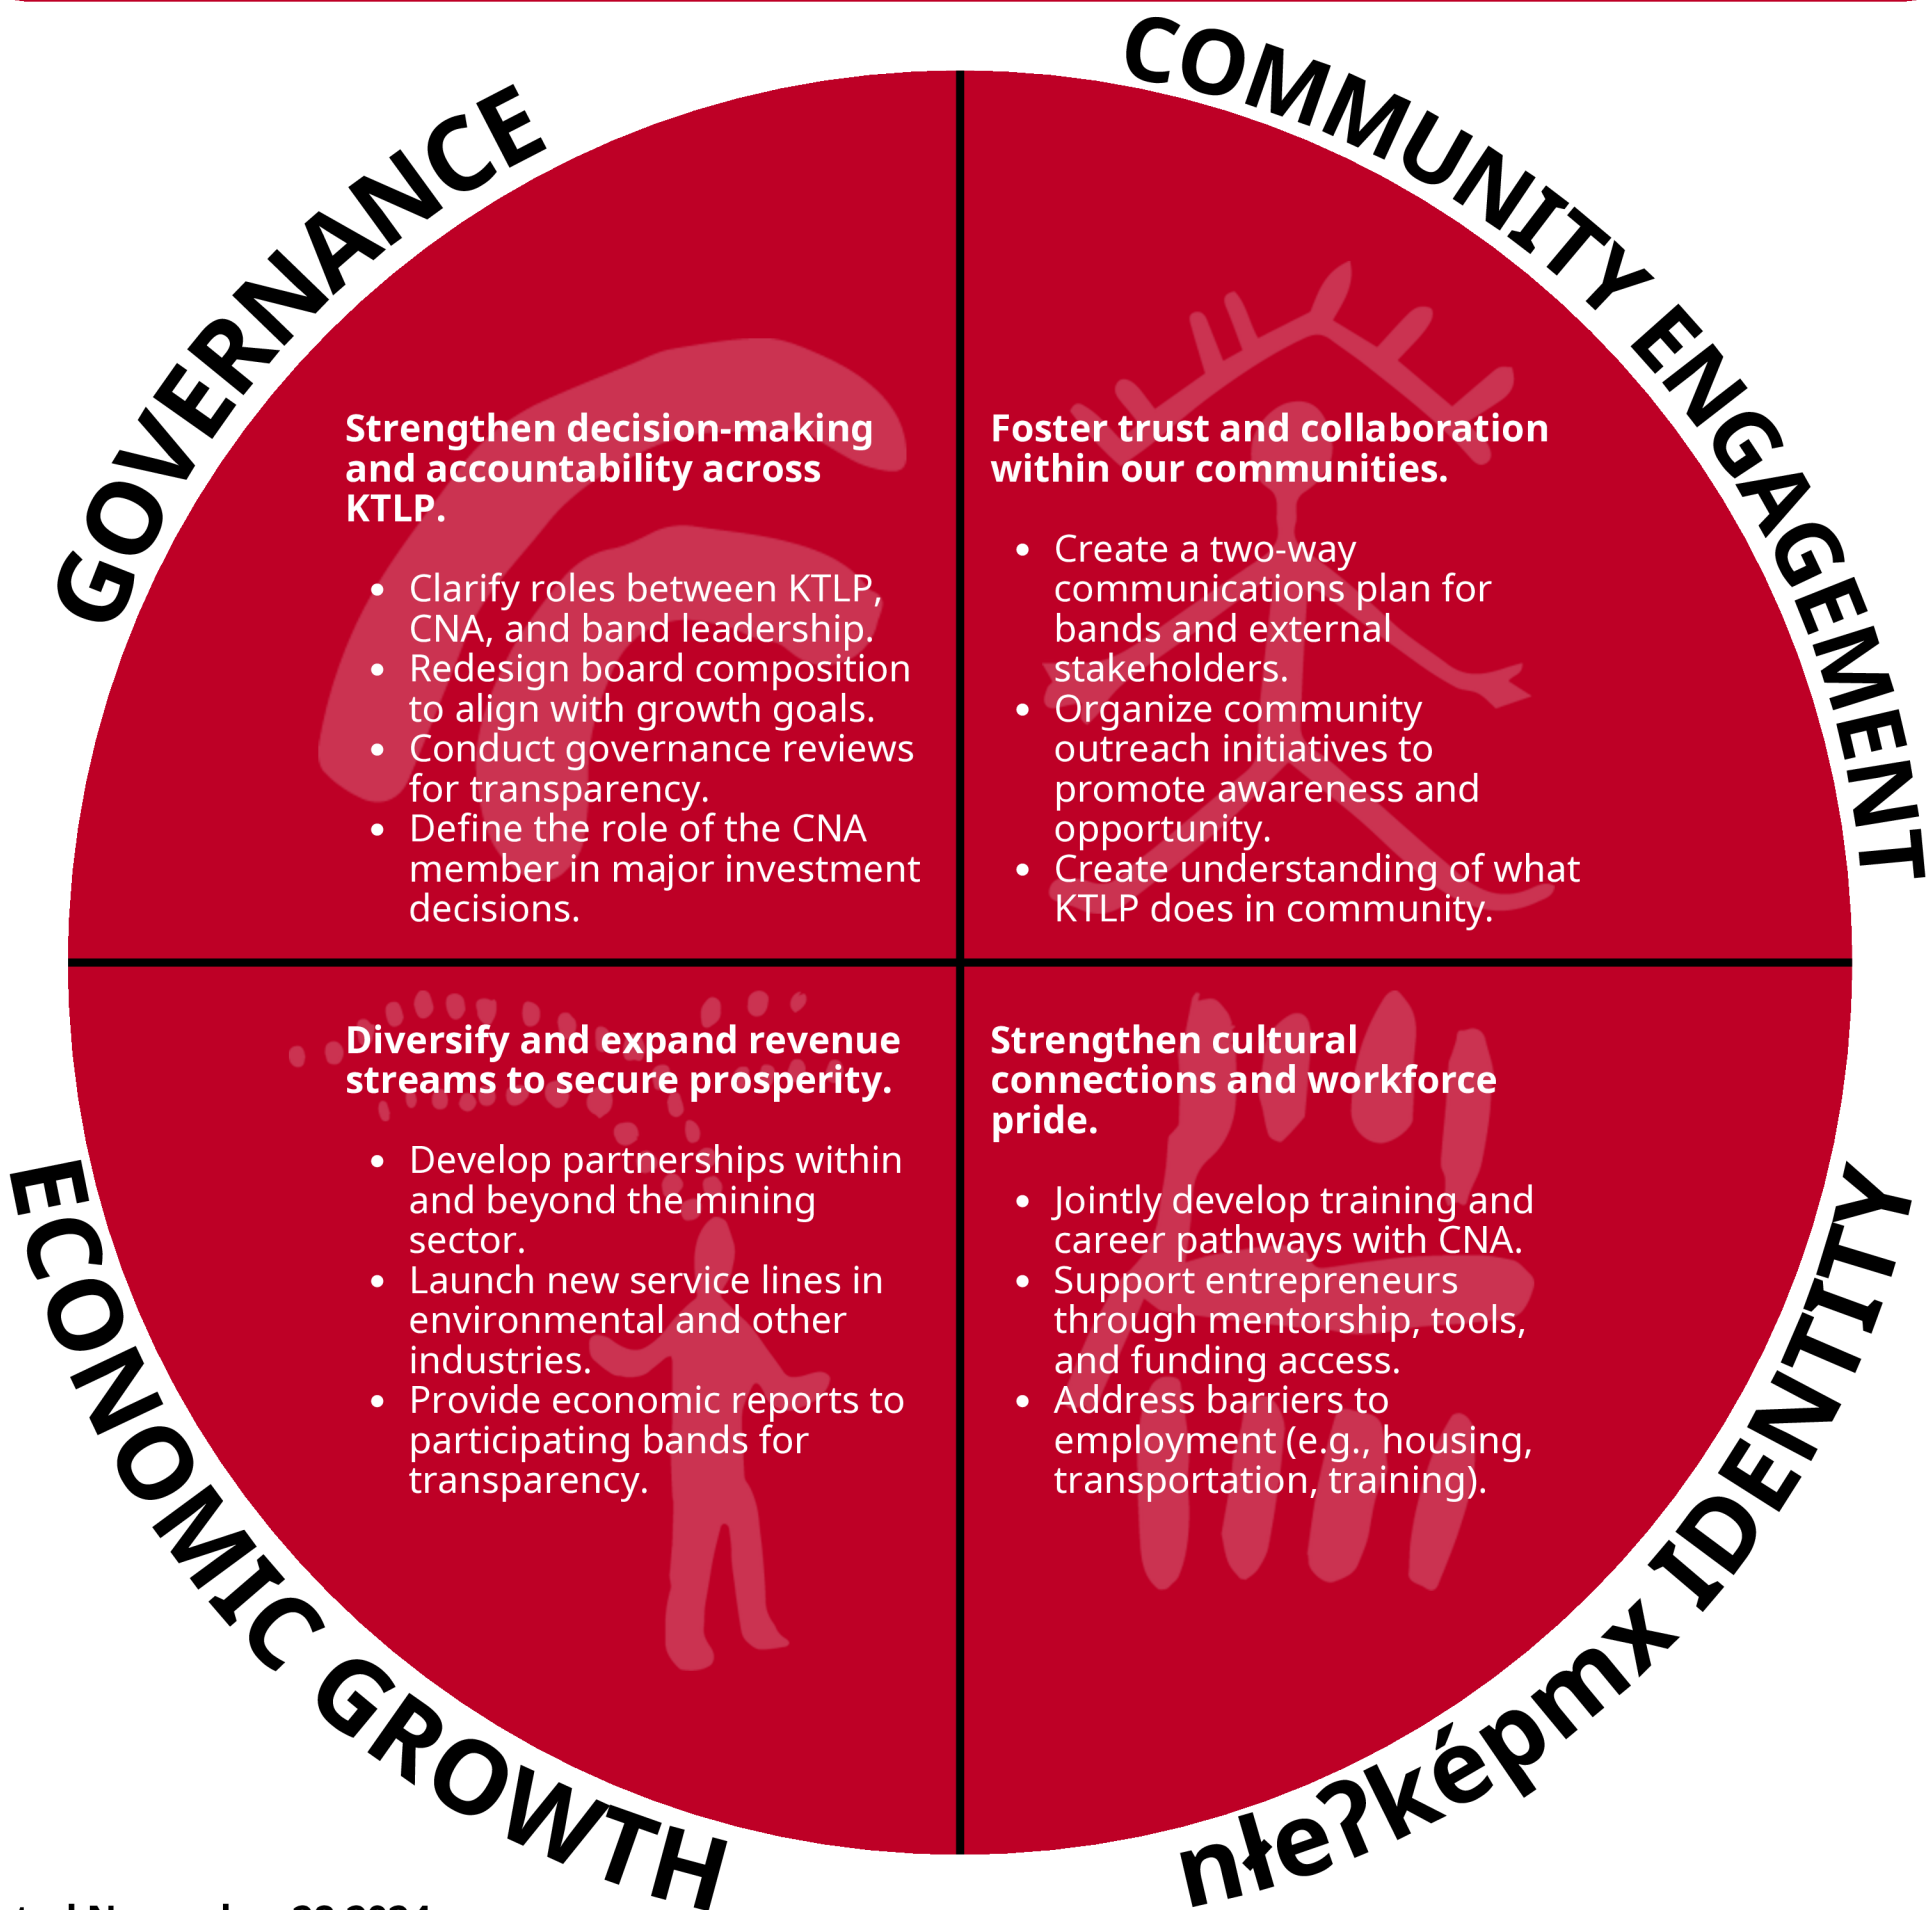 GOVERNANCE
Strengthen decision-making
and accountability across
KTLP.
• Clarify roles between KTLP,
CNA, and band leadership.
• Redesign board composition
to align with growth goals.
• Conduct governance reviews
for transparency.
• Define the role of the CNA
member in major investment
decisions.
COMMUNITY ENGAGEMENT
Foster trust and collaboration
within our communities.
• Create a two-way
communications plan for
bands and external
stakeholders.
• Organize community
outreach initiatives to
promote awareness and
opportunity.
• Create understanding of what
KTLP does in community.
ECONOMIC GROWTH
Diversify and expand revenue
streams to secure prosperity.
• Develop partnerships within
and beyond the mining
sector.
• Launch new service lines in
environmental and other
industries.
• Provide economic reports to
participating bands for
transparency.
nłeʔképmx IDENTITY
Strengthen cultural
connections and workforce
pride.
• Jointly develop training and
career pathways with CNA.
• Support entrepreneurs
through mentorship, tools,
and funding access.
• Address barriers to
employment (e.g., housing,
transportation, training).